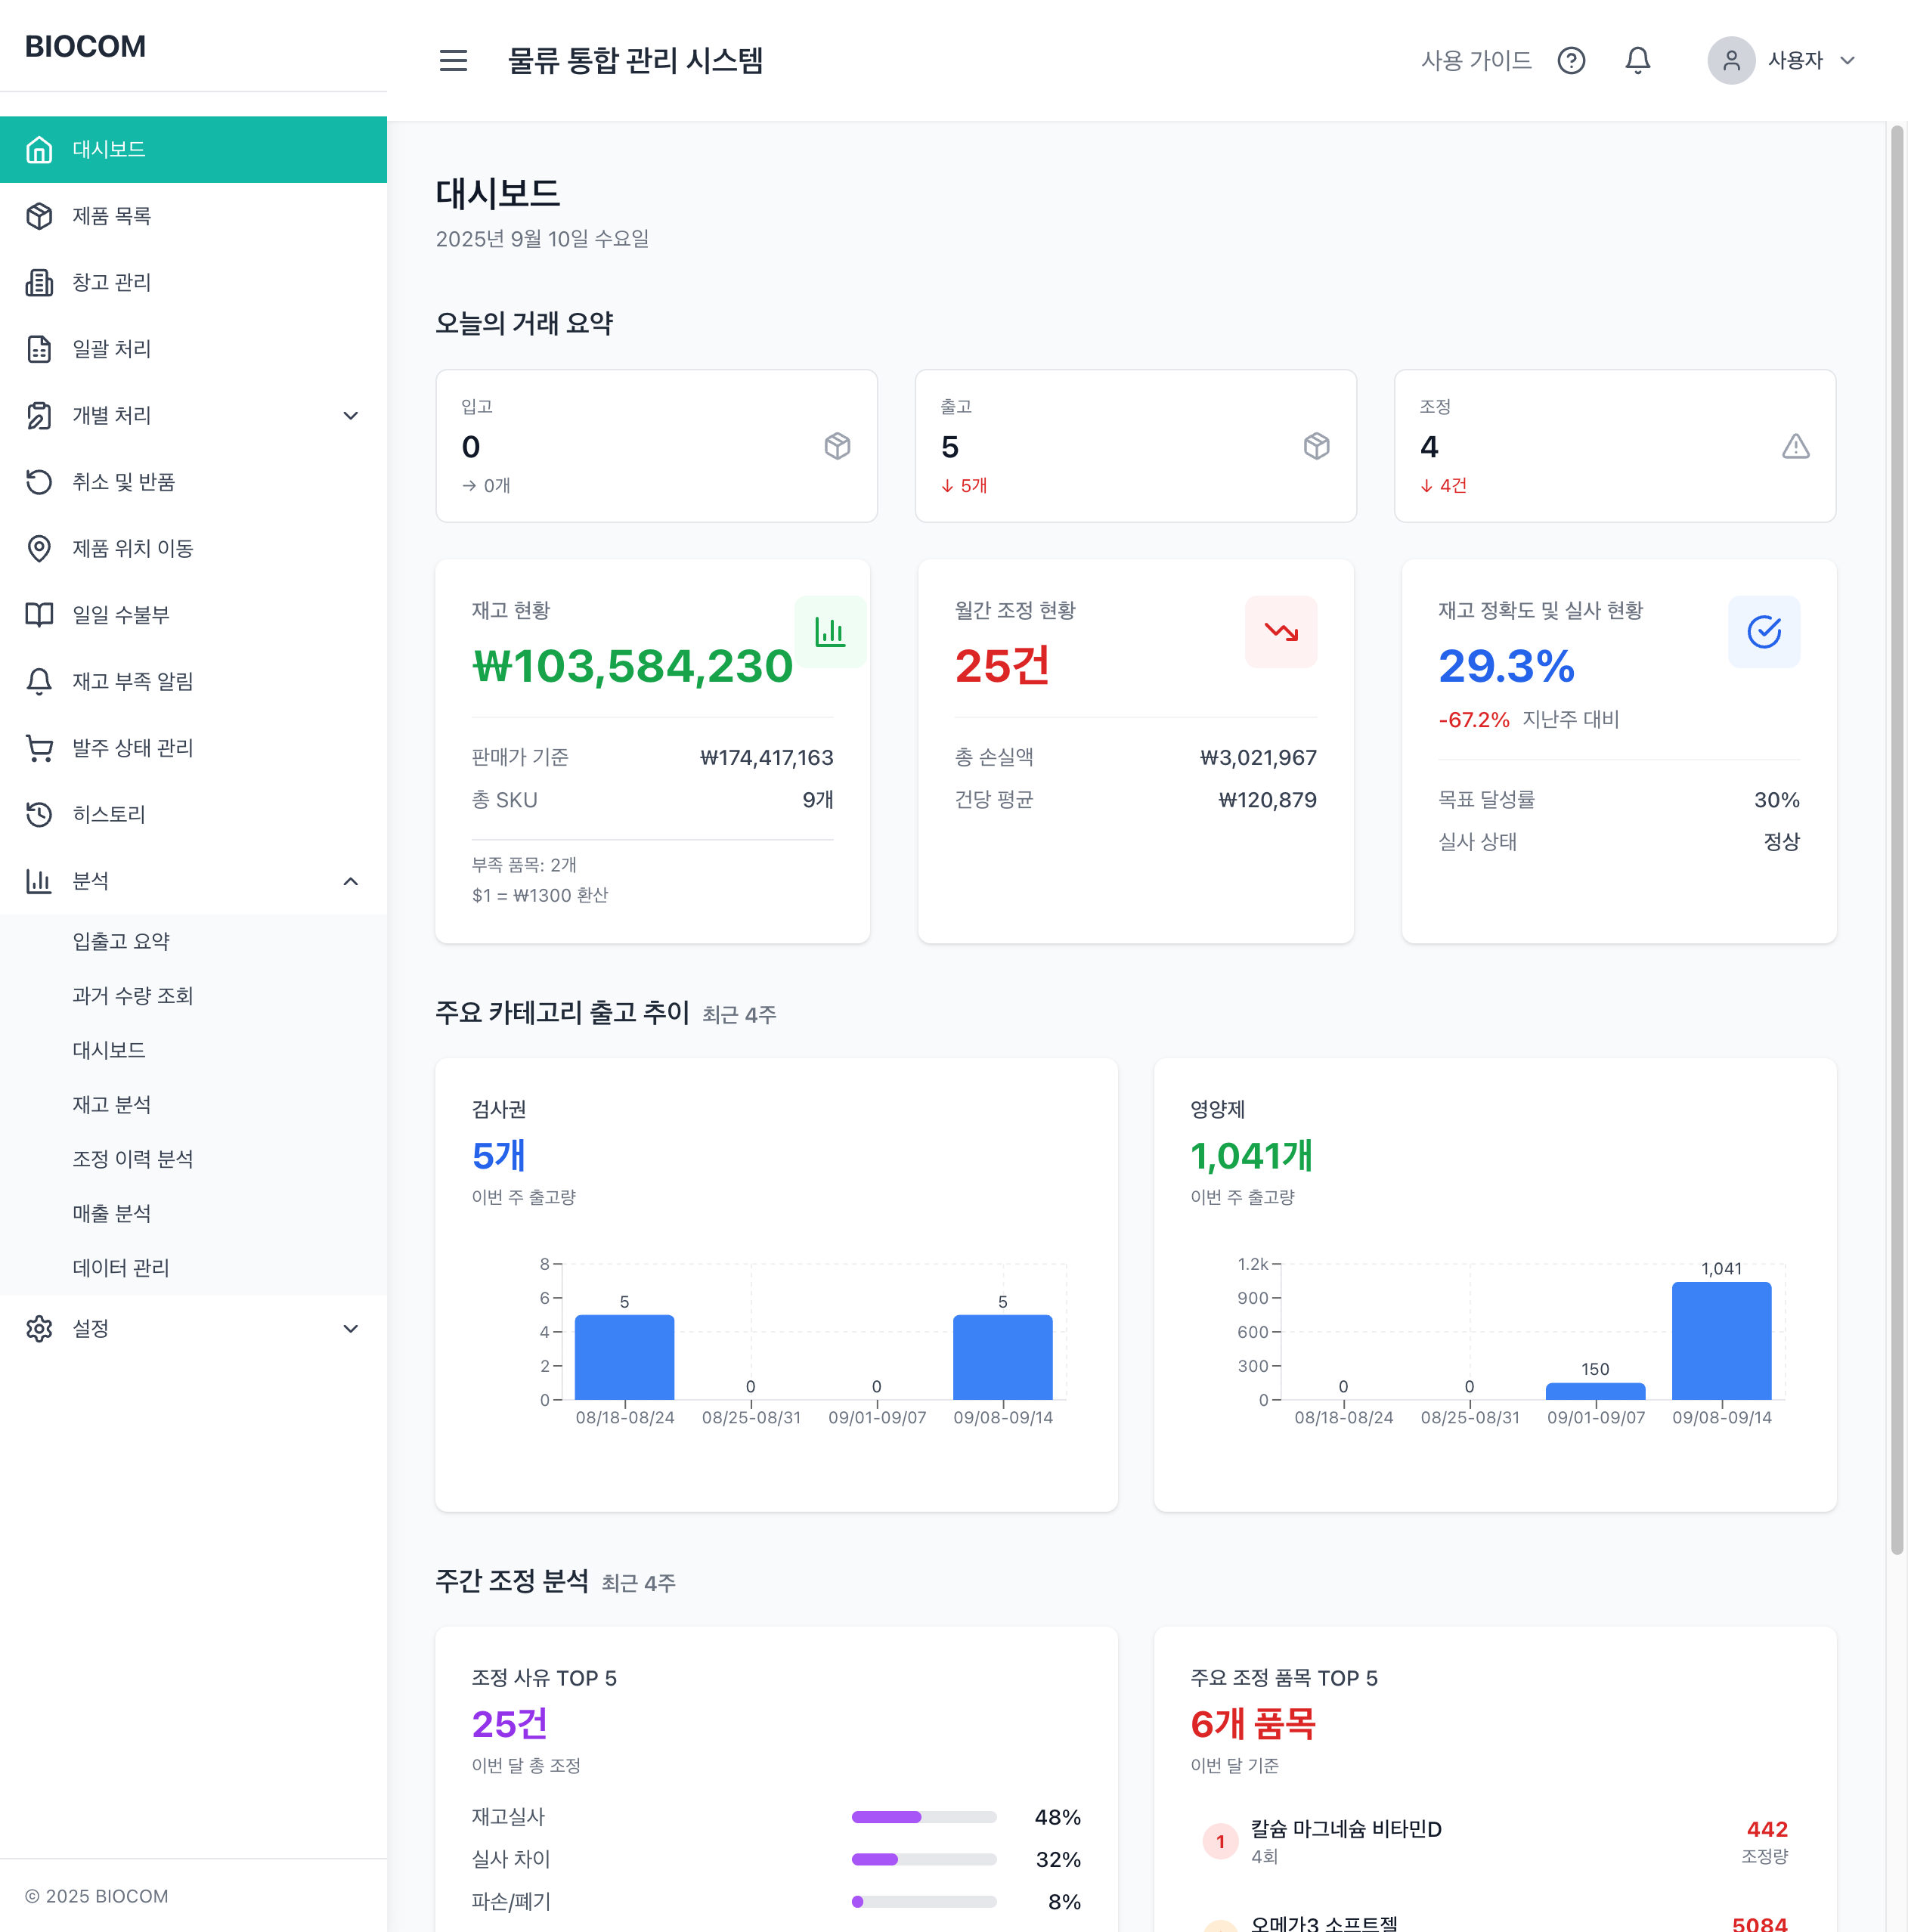 BIOCOM
물류 통합 관리 시스템
사용 가이드
사용자
대시보드
제품 목록
창고 관리
일괄 처리
개별 처리
취소 및 반품
제품 위치 이동
일일 수불부
재고 부족 알림
발주 상태 관리
히스토리
분석
입출고 요약
과거 수량 조회
대시보드
재고 분석
조정 이력 분석
매출 분석
데이터 관리
설정
© 2025 BIOCOM
대시보드
2025년 9월 10일 수요일
오늘의 거래 요약
입고
0
→ 0개
출고
5
↓ 5개
조정
4
↓ 4건
재고 현황
₩103,584,230
판매가 기준 ₩174,417,163
총 SKU 9개
부족 품목: 2개
$1 = ₩1300 환산
월간 조정 현황
25건
총 손실액 ₩3,021,967
건당 평균 ₩120,879
재고 정확도 및 실사 현황
29.3%
-67.2% 지난주 대비
목표 달성률 30%
실사 상태 정상
주요 카테고리 출고 추이 최근 4주
검사권
5개
이번 주 출고량
8
6
4
2
0
5
0
0
5
08/18-08/24 08/25-08/31 09/01-09/07 09/08-09/14
영양제
1,041개
이번 주 출고량
1.2k
900
600
300
0
0
0
150
1,041
08/18-08/24 08/25-08/31 09/01-09/07 09/08-09/14
주간 조정 분석 최근 4주
조정 사유 TOP 5
25건
이번 달 총 조정
재고실사 48%
실사 차이 32%
파손/폐기 8%
주요 조정 품목 TOP 5
6개 품목
이번 달 기준
1 칼슘 마그네슘 비타민D 442
4회 조정량
오메가3 소프트젤 5084